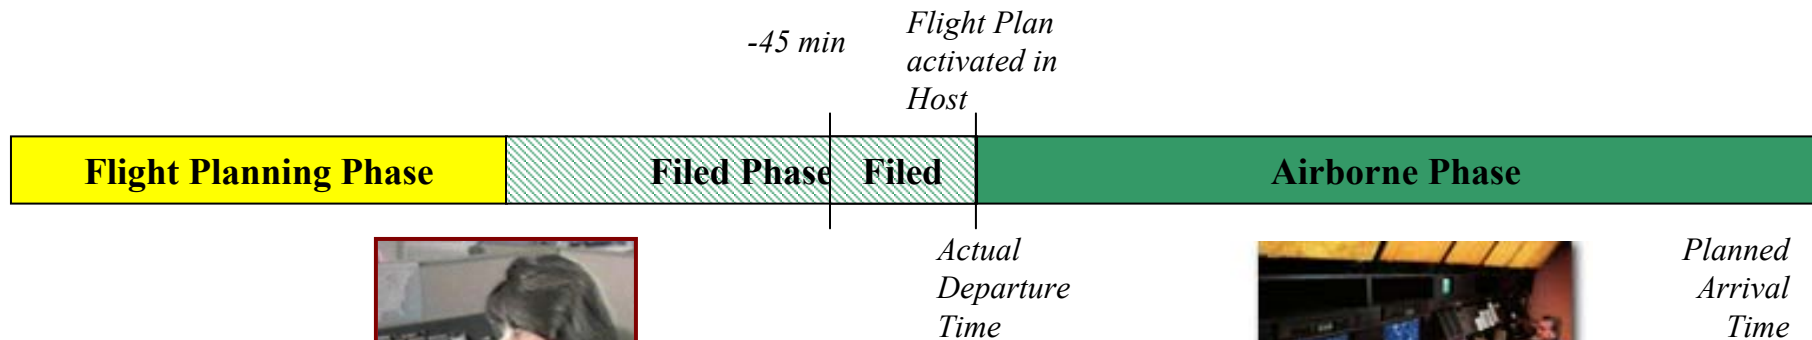 -45 min
Flight Plan
activated in
Host
Flight Planning Phase
Filed Phase
Filed
Airborne Phase
Actual
Departure
Time
Planned
Arrival
Time